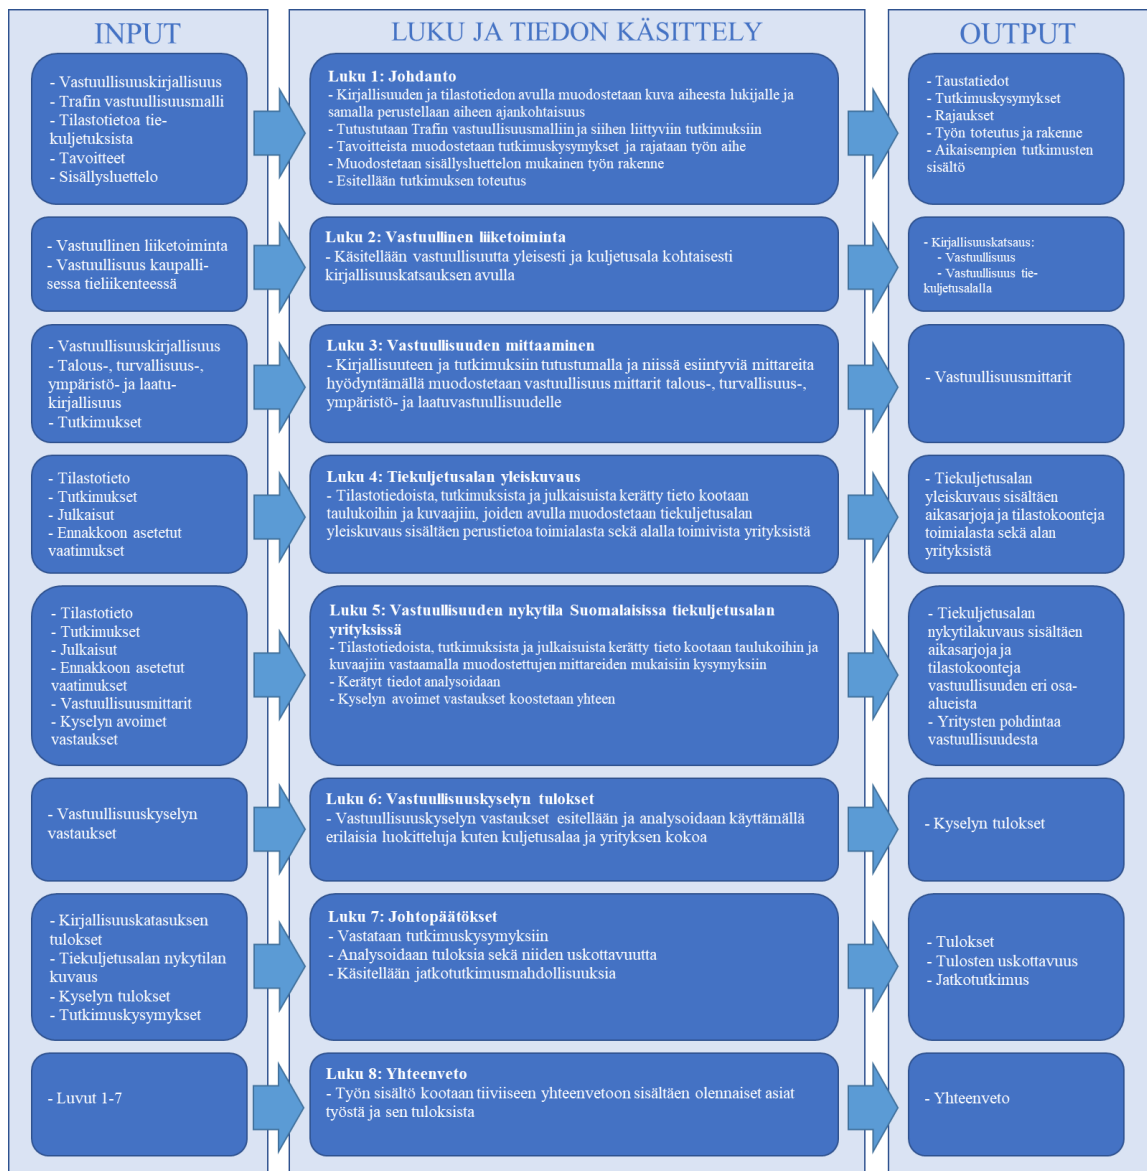 INPUT
LUKU JA TIEDON KÄSITTELY
OUTPUT
- Vastuullisuuskirjallisuus
- Trafin vastuullisuusmalli
- Tilastotietoa tie-
kuljetuksista
- Tavoitteet
- Sisällysluettelo
Luku 1: Johdanto
- Kirjallisuuden ja tilastotiedon avulla muodostetaan kuva aiheesta lukijalle ja
samalla perustellaan aiheen ajankohtaisuus
- Tutustutaan Trafin vastuullisuusmalliin ja siihen liittyviin tutkimuksiin
- Tavoitteista muodostetaan tutkimuskysymykset ja rajataan työn aihe
- Muodostetaan sisällysluettelon mukainen työn rakenne
- Esitellään tutkimuksen toteutus
- Taustatiedot
- Tutkimuskysymykset
- Rajaukset
- Työn toteutus ja rakenne
- Aikaisempien tutkimusten
sisältö
- Vastuullinen liiketoiminta
- Vastuullisuus kaupalli-
sessa tieliikenteessä
Luku 2: Vastuullinen liiketoiminta
- Käsitellään vastuullisuutta yleisesti ja kuljetusala kohtaisesti
kirjallisuuskatsauksen avulla
- Kirjallisuuskatsaus:
- Vastuullisuus
- Vastuullisuus tie-
kuljetusalalla
- Vastuullisuuskirjallisuus
- Talous-, turvallisuus-,
ympäristö- ja laatu-
kirjallisuus
- Tutkimukset
Luku 3: Vastuullisuuden mittaaminen
- Kirjallisuuteen ja tutkimuksiin tutustumalla ja niissä esiintyviä mittareita
hyödyntämällä muodostetaan vastuullisuus mittarit talous-, turvallisuus-,
ympäristö- ja laatuvastuullisuudelle
- Vastuullisuusmittarit
- Tilastotieto
- Tutkimukset
- Julkaisut
- Ennakkoon asetetut
vaatimukset
Luku 4: Tiekuljetusalan yleiskuvaus
- Tilastotiedoista, tutkimuksista ja julkaisuista kerätty tieto kootaan
taulukoihin ja kuvaajiin, joiden avulla muodostetaan tiekuljetusalan
yleiskuvaus sisältäen perustietoa toimialasta sekä alalla toimivista yrityksistä
- Tiekuljetusalan
yleiskuvaus sisältäen
aikasarjoja ja tilastokoonteja
toimialasta sekä alan
yrityksistä
- Tilastotieto
- Tutkimukset
- Julkaisut
- Ennakkoon asetetut
vaatimukset
- Vastuullisuusmittarit
- Kyselyn avoimet
vastaukset
Luku 5: Vastuullisuuden nykytila Suomalaisissa tiekuljetusalan
yrityksissä
- Tilastotiedoista, tutkimuksista ja julkaisuista kerätty tieto kootaan taulukoihin ja
kuvaajiin vastaamalla muodostettujen mittareiden mukaisiin kysymyksiin
- Kerätyt tiedot analysoidaan
- Kyselyn avoimet vastaukset koostetaan yhteen
- Tiekuljetusalan
nykytilakuvaus sisältäen
aikasarjoja ja
tilastokoonteja
vastuullisuuden eri osa-
alueista
- Yritysten pohdintaa
vastuullisuudesta
- Vastuullisuuskyselyn
vastaukset
Luku 6: Vastuullisuuskyselyn tulokset
- Vastuullisuuskyselyn vastaukset esitellään ja analysoidaan käyttämällä
erilaisia luokitteluja kuten kuljetusalaa ja yrityksen kokoa
- Kyselyn tulokset
- Kirjallisuuskatasuksen
tulokset
- Tiekuljetusalan nykytilan
kuvaus
- Kyselyn tulokset
- Tutkimuskysymykset
Luku 7: Johtopäätökset
- Vastataan tutkimuskysymyksiin
- Analysoidaan tuloksia sekä niiden uskottavuutta
- Käsitellään jatkotutkimusmahdollisuuksia
- Tulokset
- Tulosten uskottavuus
- Jatkotutkimus
- Luvut 1-7
Luku 8: Yhteenveto
- Työn sisältö kootaan tiiviiseen yhteenvetoon sisältäen olennaiset asiat
työstä ja sen tuloksista
- Yhteenveto